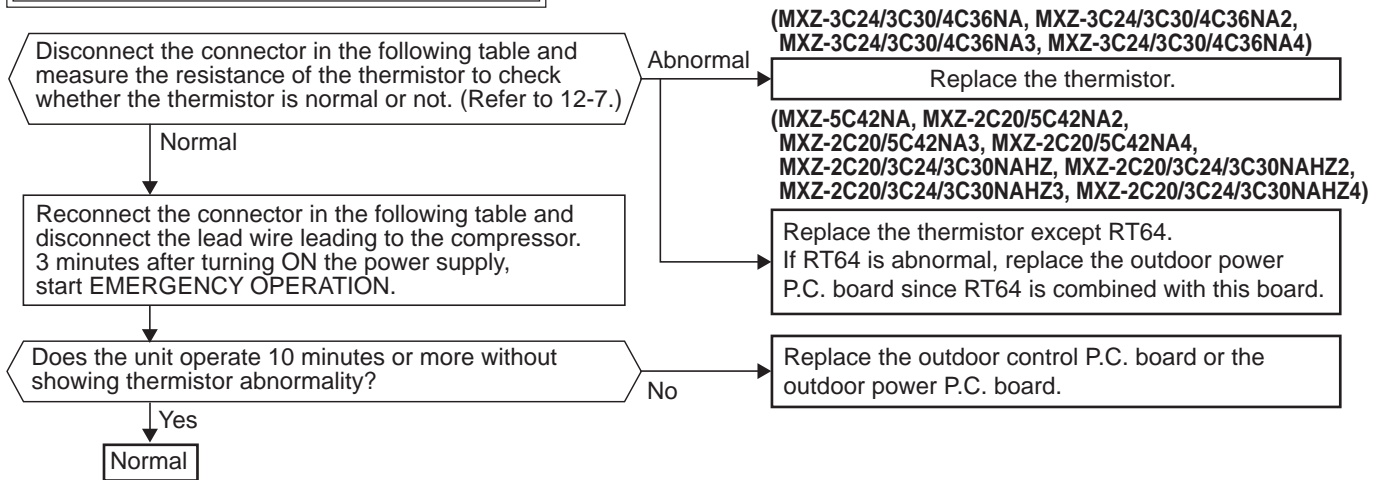 Disconnect the connector in the following table and
measure the resistance of the thermistor to check
whether the thermistor is normal or not. (Refer to 12-7.)
Abnormal
(MXZ-3C24/3C30/4C36NA, MXZ-3C24/3C30/4C36NA2,
MXZ-3C24/3C30/4C36NA3, MXZ-3C24/3C30/4C36NA4)
Replace the thermistor.
(MXZ-5C42NA, MXZ-2C20/5C42NA2,
MXZ-2C20/5C42NA3, MXZ-2C20/5C42NA4,
MXZ-2C20/3C24/3C30NAHZ, MXZ-2C20/3C24/3C30NAHZ2,
MXZ-2C20/3C24/3C30NAHZ3, MXZ-2C20/3C24/3C30NAHZ4)
Replace the thermistor except RT64.
If RT64 is abnormal, replace the outdoor power
P.C. board since RT64 is combined with this board.
Normal
Reconnect the connector in the following table and
disconnect the lead wire leading to the compressor.
3 minutes after turning ON the power supply,
start EMERGENCY OPERATION.
Does the unit operate 10 minutes or more without
showing thermistor abnormality?
No
Replace the outdoor control P.C. board or the
outdoor power P.C. board.
Yes
Normal